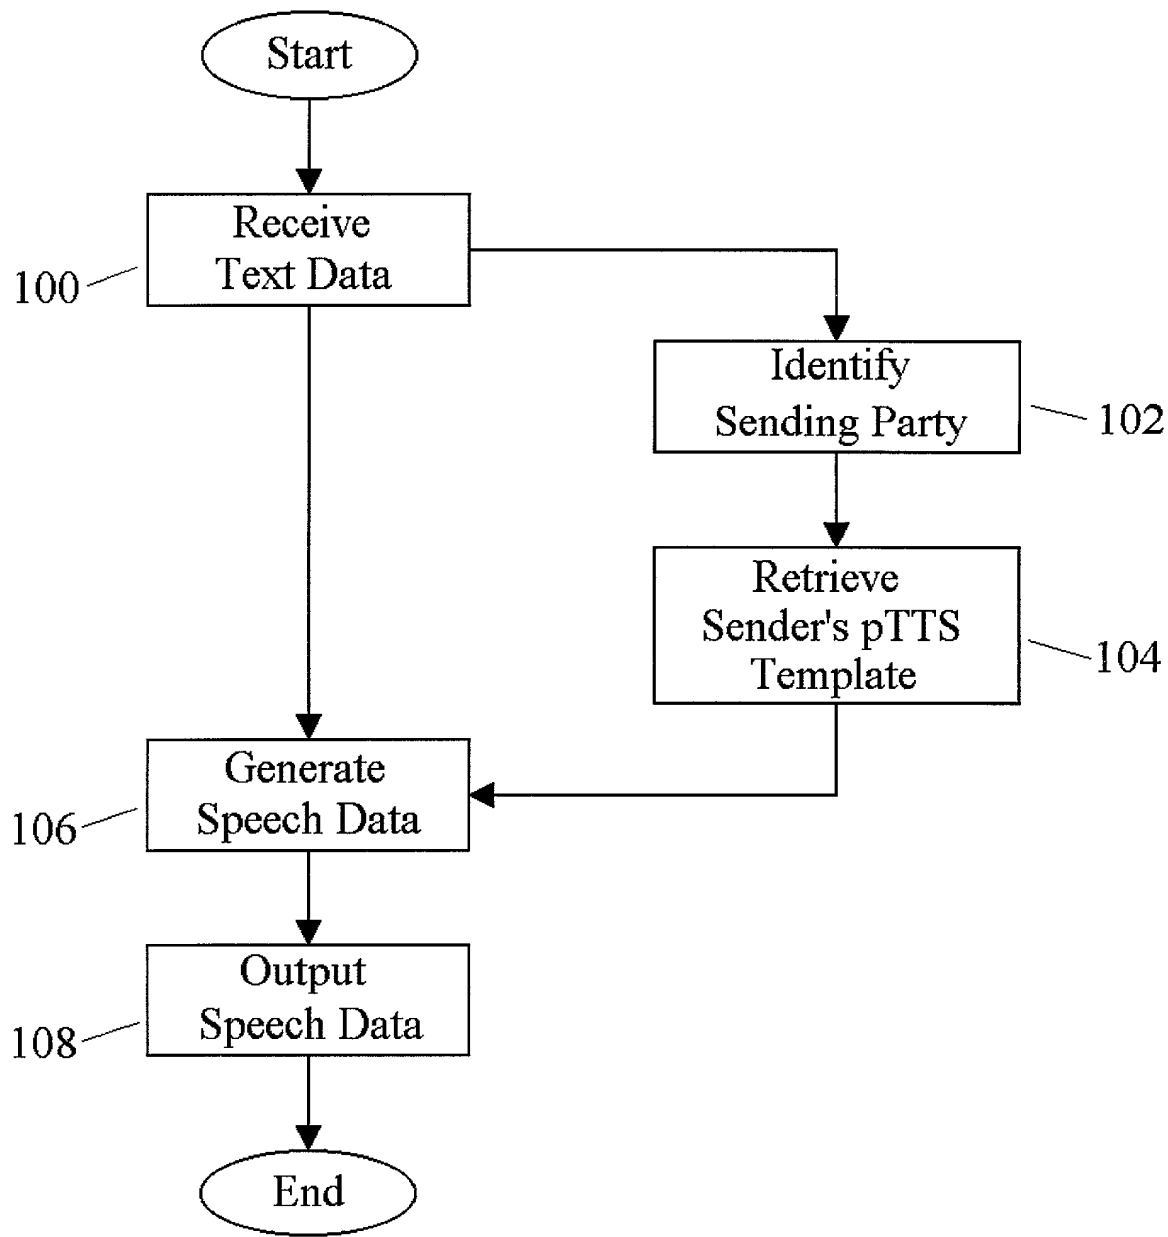 Start
Receive
Text Data
100
Identify
Sending Party
102
Retrieve
Sender's pTTS
Template
104
Generate
Speech Data
106
Output
Speech Data
108
End